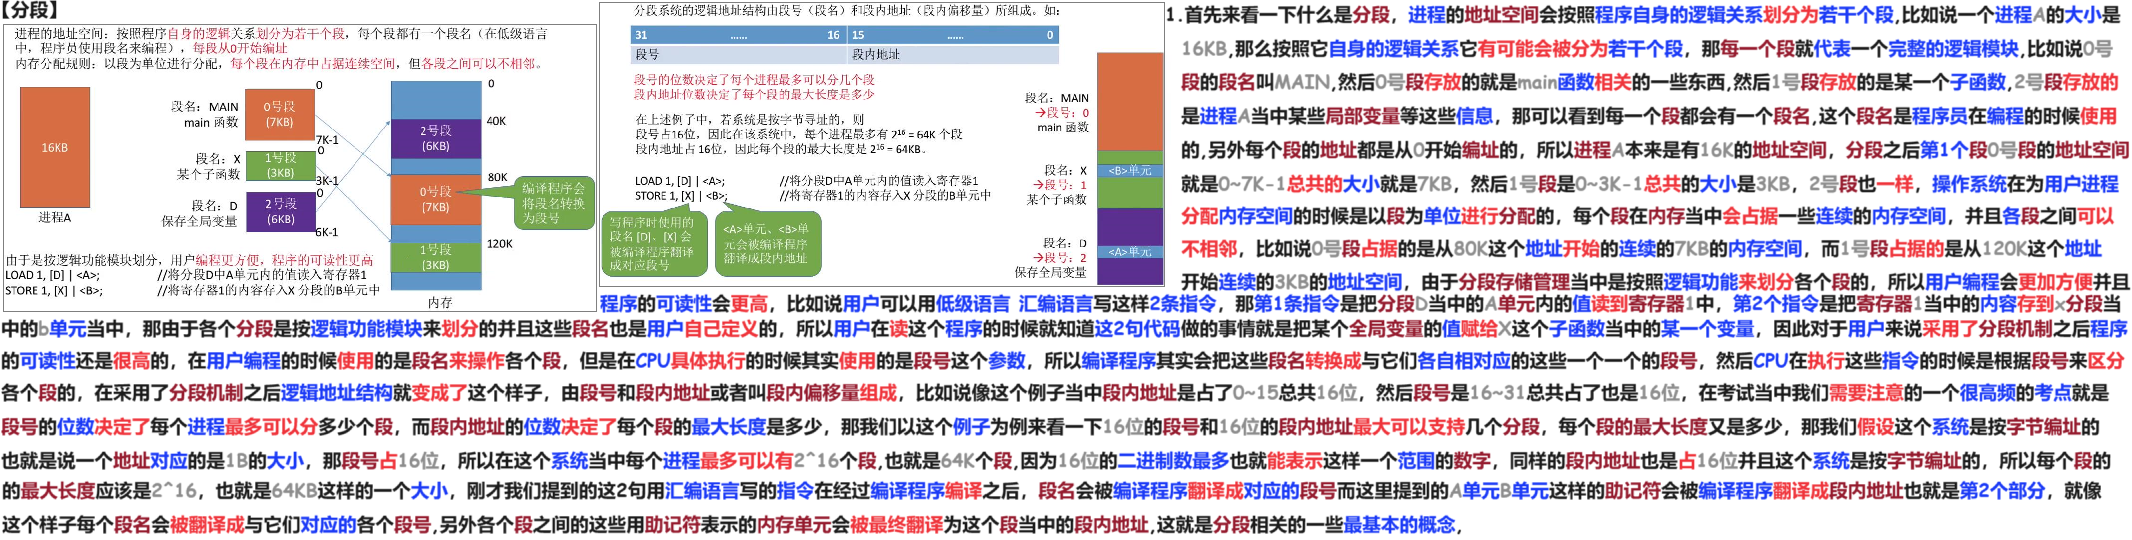 【分段】
进程的地址空间：按照程序自身的逻辑关系划分为若干个段，每个段都有一个段名（在低级语言
中，程序员使用段名来编程），每段从0开始编址
内存分配规则：以段为单位进行分配，每个段在内存中占据连续空间，但各段之间可以不相邻。
16KB
进程A
段名：MAIN
main 函数
0号段
(7KB)
0
7K-1
段名：X
某个子函数
1号段
(3KB)
0
3K-1
段名：D
保存全局变量
2号段
(6KB)
0
6K-1
0
2号段
(6KB)
40K
0号段
(7KB)
80K
1号段
(3KB)
120K
内存
编译程序会
将段名转换
为段号
由于是按逻辑功能模块划分，用户编程更方便，程序的可读性更高
LOAD 1, [D] | <A>; //将分段D中A单元内的值读入寄存器1
STORE 1, [X] | <B>; //将寄存器1的内容存入X 分段的B单元中
分段系统的逻辑地址结构由段号（段名）和段内地址（段内偏移量）所组成。如：
31 …… 16 15 …… 0
段号 段内地址
段号的位数决定了每个进程最多可以分几个段
段内地址位数决定了每个段的最大长度是多少
在上述例子中，若系统是按字节寻址的，则
段号占16位，因此在该系统中，每个进程最多有 2¹⁶ = 64K 个段
段内地址占 16位，因此每个段的最大长度是 2¹⁶ = 64KB。
LOAD 1, [D] | <A>; //将分段D中A单元内的值读入寄存器1
STORE 1, [X] | <B>; //将寄存器1的内容存入X 分段的B单元中
写程序时使用的
段名 [D]、[X] 会
被编译程序翻译
成对应段号
<A>单元、<B>单
元会被编译程序
翻译成段内地址
段名：MAIN
→段号：0
main 函数
段名：X
→段号：1
某个子函数
段名：D
→段号：2
保存全局变量
<B>单元
<A>单元
1.首先来看一下什么是分段，进程的地址空间会按照程序自身的逻辑关系划分为若干个段,比如说一个进程A的大小是
16KB,那么按照它自身的逻辑关系它有可能会被分为若干个段，那每一个段就代表一个完整的逻辑模块,比如说0号
段的段名叫MAIN,然后0号段存放的就是main函数相关的一些东西,然后1号段存放的是某一个子函数,2号段存放的
是进程A当中某些局部变量等这些信息，那可以看到每一个段都会有一个段名,这个段名是程序员在编程的时候使用
的,另外每个段的地址都是从0开始编址的，所以进程A本来是有16K的地址空间，分段之后第1个段0号段的地址空间
就是0~7K-1总共的大小就是7KB，然后1号段是0~3K-1总共的大小是3KB，2号段也一样，操作系统在为用户进程
分配内存空间的时候是以段为单位进行分配的，每个段在内存当中会占据一些连续的内存空间，并且各段之间可以
不相邻，比如说0号段占据的是从80K这个地址开始的连续的7KB的内存空间，而1号段占据的是从120K这个地址
开始连续的3KB的地址空间，由于分段存储管理当中是按照逻辑功能来划分各个段的，所以用户编程会更加方便并且
程序的可读性会更高，比如说用户可以用低级语言 汇编语言写这样2条指令，那第1条指令是把分段D当中的A单元内的值读到寄存器1中，第2个指令是把寄存器1当中的内容存到x分段当
中的b单元当中，那由于各个分段是按逻辑功能模块来划分的并且这些段名也是用户自己定义的，所以用户在读这个程序的时候就知道这2句代码做的事情就是把某个全局变量的值赋给X这个子函数当中的某一个变量，因此对于用户来说采用了分段机制之后程序
的可读性还是很高的，在用户编程的时候使用的是段名来操作各个段，但是在CPU具体执行的时候其实使用的是段号这个参数，所以编译程序其实会把这些段名转换成与它们各自相对应的这些一个一个的段号，然后CPU在执行这些指令的时候是根据段号来区分
各个段的，在采用了分段机制之后逻辑地址结构就变成了这个样子，由段号和段内地址或者叫段内偏移量组成，比如说像这个例子当中段内地址是占了0~15总共16位，然后段号是16~31总共占了也是16位，在考试当中我们需要注意的一个很高频的考点就是
段号的位数决定了每个进程最多可以分多少个段，而段内地址的位数决定了每个段的最大长度是多少，那我们以这个例子为例来看一下16位的段号和16位的段内地址最大可以支持几个分段，每个段的最大长度又是多少，那我们假设这个系统是按字节编址的
也就是说一个地址对应的是1B的大小，那段号占16位，所以在这个系统当中每个进程最多可以有2^16个段,也就是64K个段,因为16位的二进制数最多也就能表示这样一个范围的数字，同样的段内地址也是占16位并且这个系统是按字节编址的，所以每个段的
的最大长度应该是2^16，也就是64KB这样的一个大小，刚才我们提到的这2句用汇编语言写的指令在经过编译程序编译之后，段名会被编译程序翻译成对应的段号而这里提到的A单元B单元这样的助记符会被编译程序翻译成段内地址也就是第2个部分，就像
这个样子每个段名会被翻译成与它们对应的各个段号,另外各个段之间的这些用助记符表示的内存单元会被最终翻译为这个段当中的段内地址,这就是分段相关的一些最基本的概念，